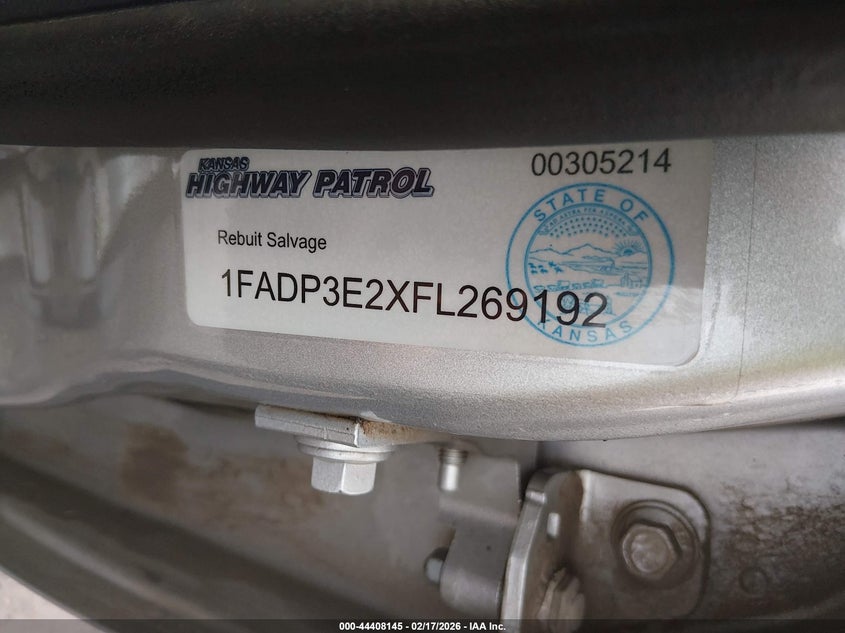 KANSAS
HIGHWAY PATROL
00305214
Rebuit Salvage
1FADP3E2XFL269192
STATE OF
KANSAS
000-44408145 - 02/17/2026 - IAA Inc.